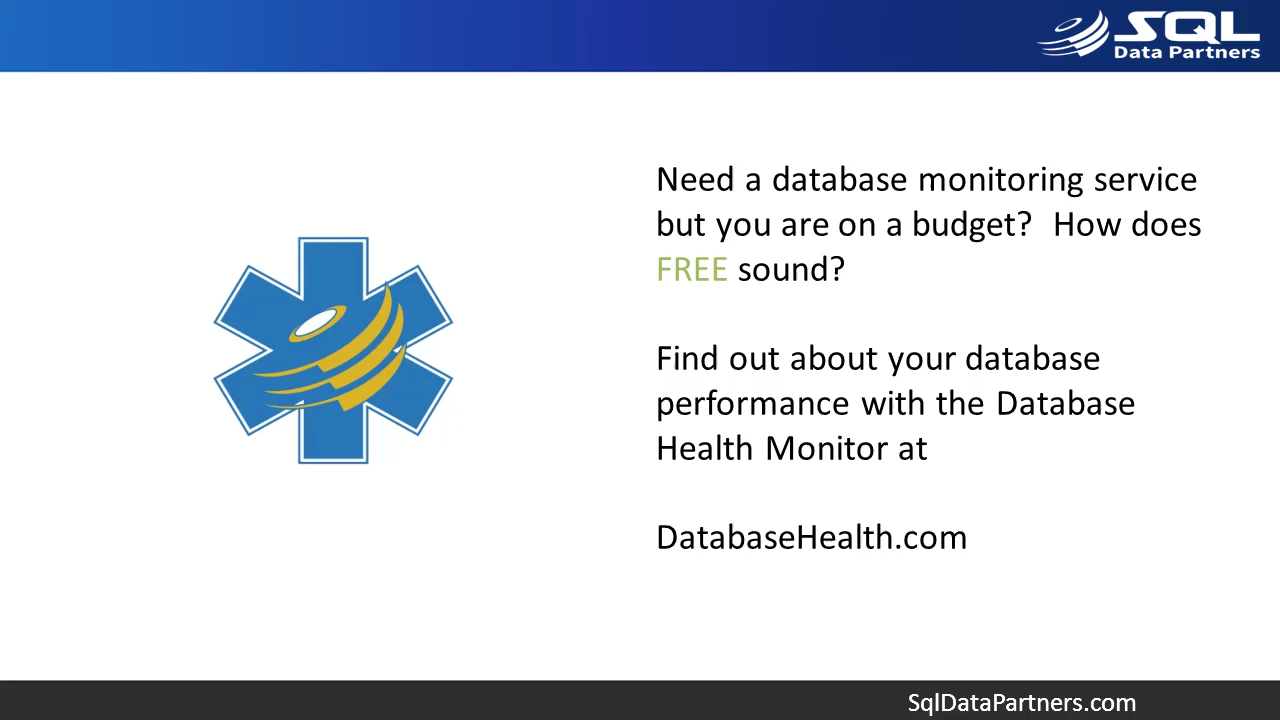 SQL
Data Partners
Need a database monitoring service
but you are on a budget?  How does
FREE sound?
Find out about your database
performance with the Database
Health Monitor at
DatabaseHealth.com
SqlDataPartners.com